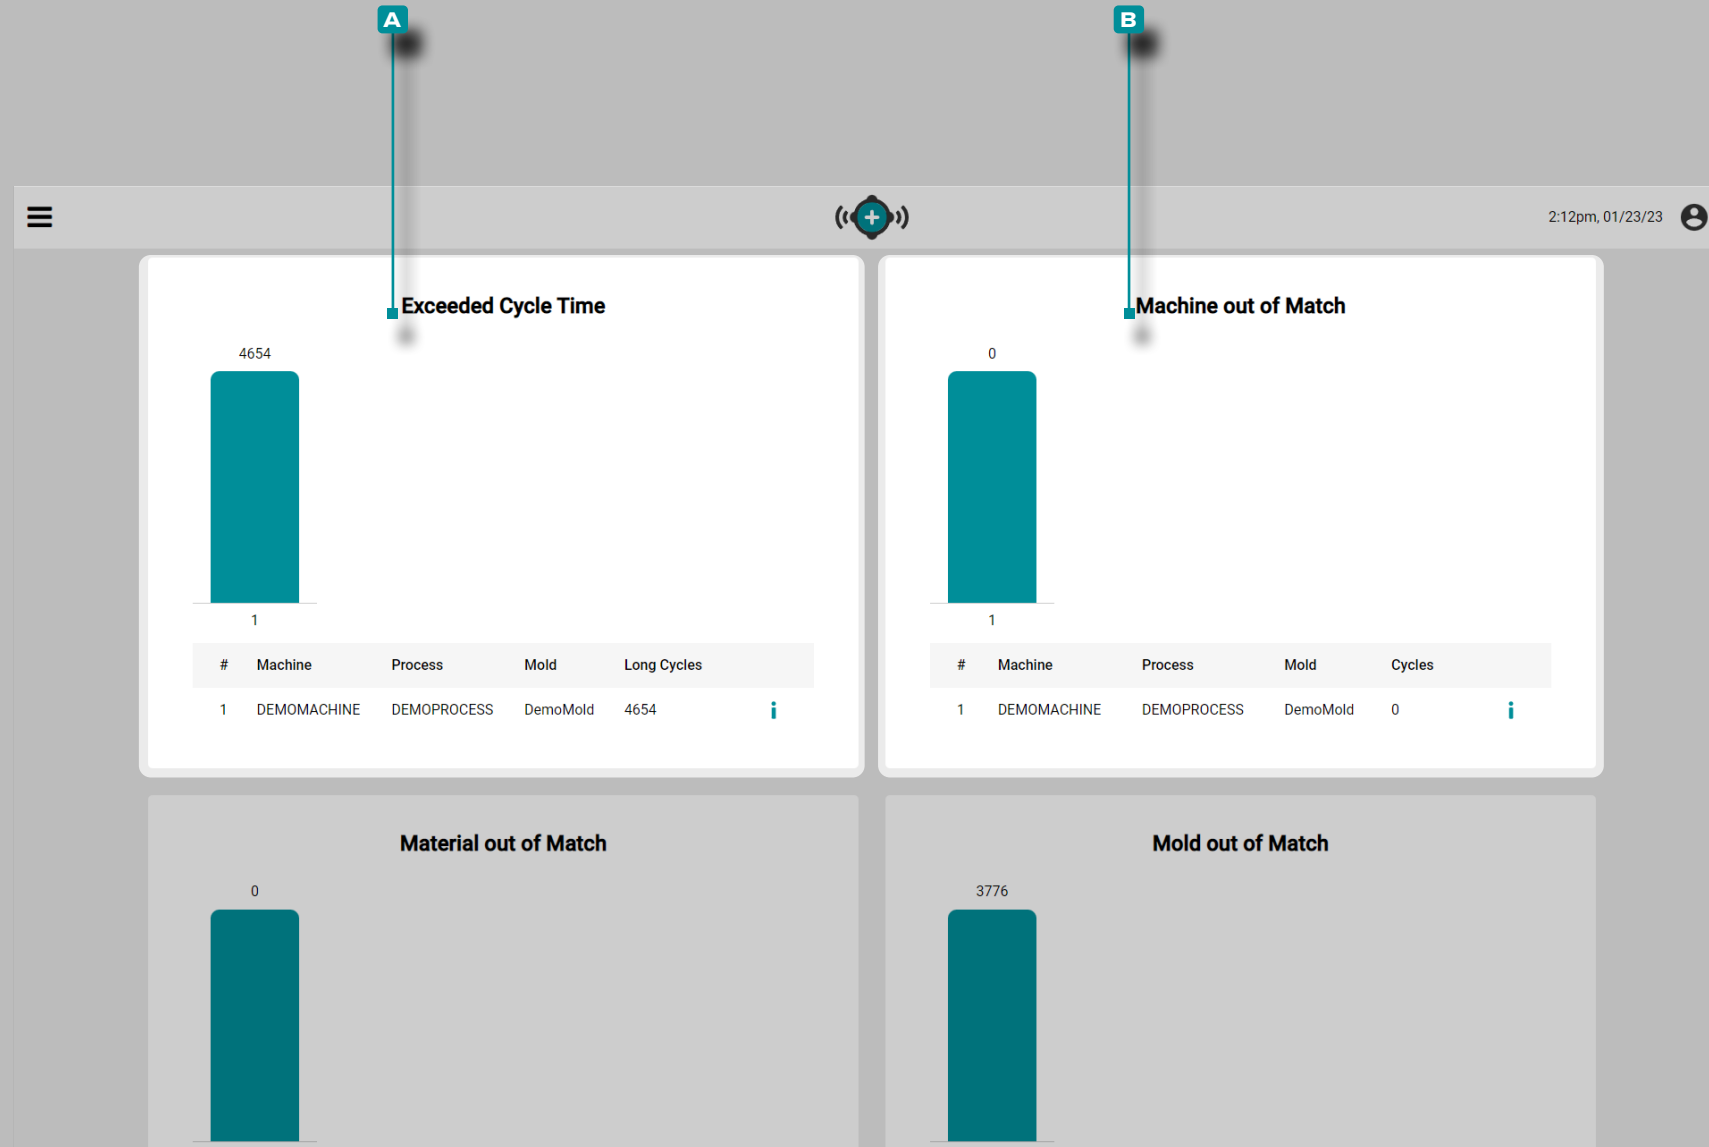 A
B
2:12pm, 01/23/23
Exceeded Cycle Time
4654
1
# Machine Process Mold Long Cycles
1 DEMOMACHINE DEMOPROCESS DemoMold 4654
Machine out of Match
0
1
# Machine Process Mold Cycles
1 DEMOMACHINE DEMOPROCESS DemoMold 0
Material out of Match
0
Mold out of Match
3776